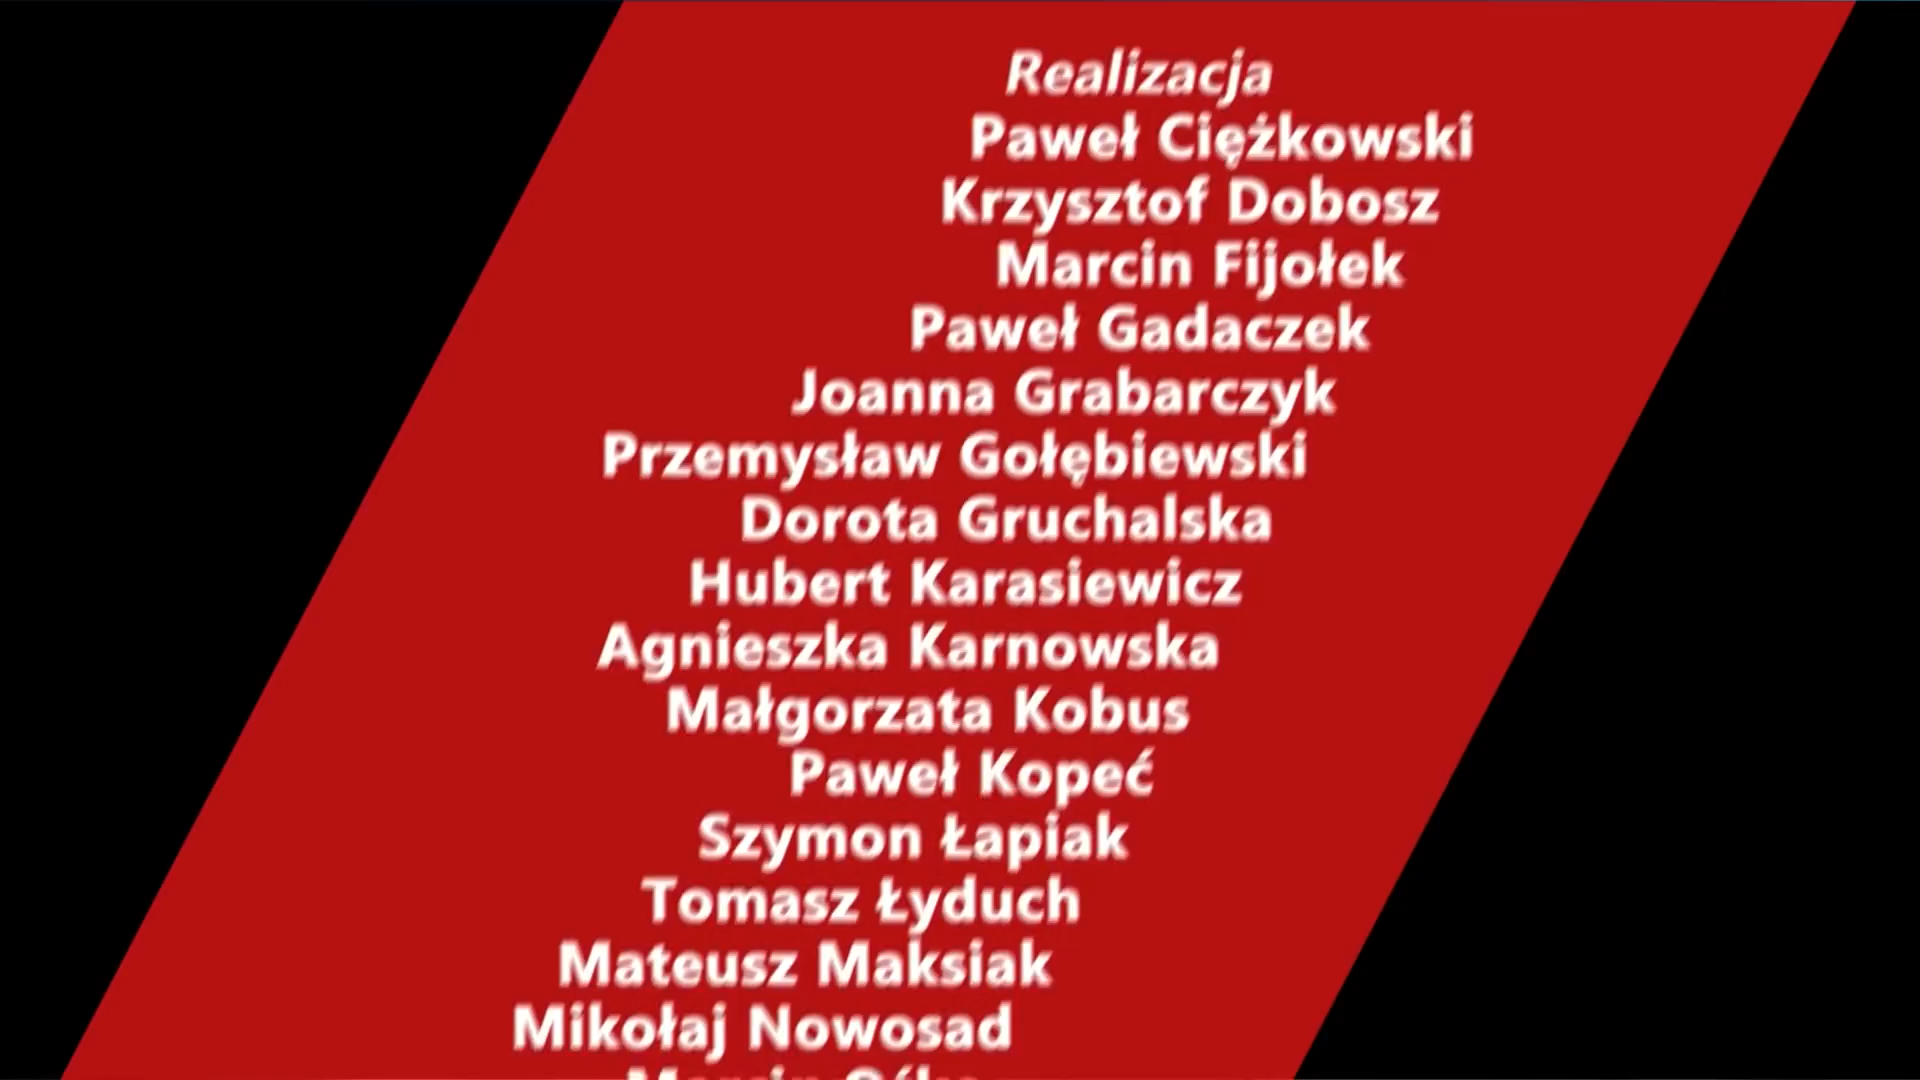 Realizacja
Paweł Ciężkowski
Krzysztof Dobosz
Marcin Fijołek
Paweł Gadaczek
Joanna Grabarczyk
Przemysław Gołębiewski
Dorota Gruchalska
Hubert Karasiewicz
Agnieszka Karnowska
Małgorzata Kobus
Paweł Kopeć
Szymon Łapiak
Tomasz Łyduch
Mateusz Maksiak
Mikołaj Nowosad
Marcin